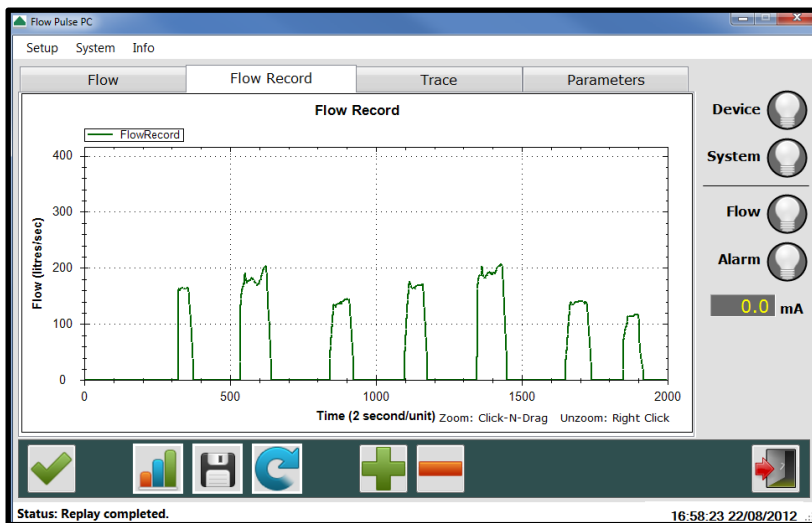 Flow Pulse PC
Setup System Info
Flow Flow Record Trace Parameters
Flow Record
FlowRecord
Flow (litres/sec)
400
300
200
100
0
0 500 1000 1500 2000
Time (2 second/unit) Zoom: Click-N-Drag Unzoom: Right Click
Device
System
Flow
Alarm
0.0 mA
Status: Replay completed. 16:58:23 22/08/2012